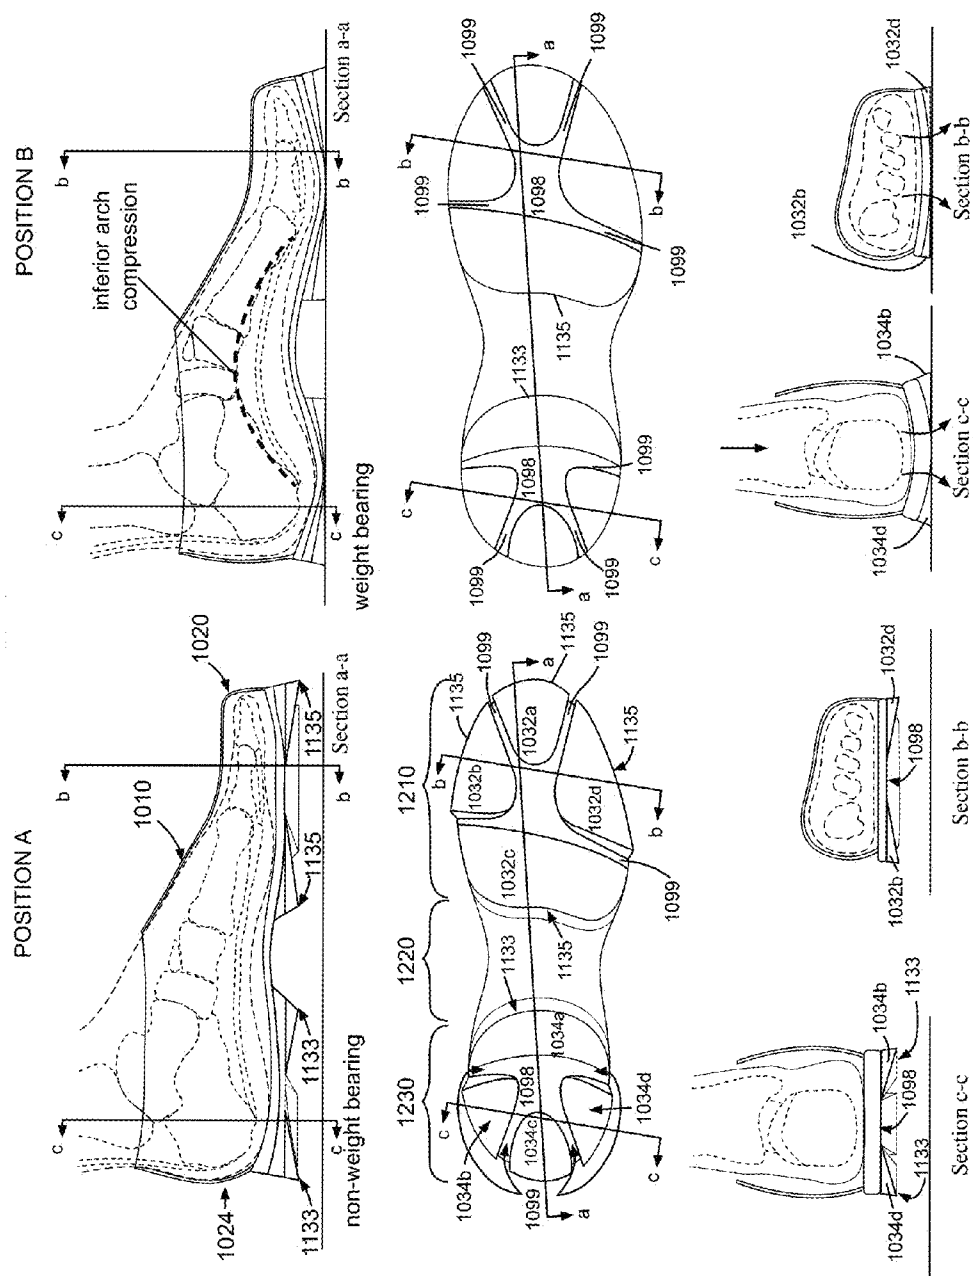 POSITION A
1010
1020
1024
b
b
c
c
1133
1133
1135
1135
Section a-a
non-weight bearing
1230
1220
1210
1135
1099
a
1135
1099
1032a
b
1032b
1032d
1135
b
1032c
1099
1133
1135
1034a
1098
c
1034d
1034c
1034b
1099
a
c
1034b
1133
1098
1133
1034d
Section c-c
1032d
1098
1032b
Section b-b
POSITION B
inferior arch
compression
b
b
c
c
Section a-a
weight bearing
1099
a
1099
b
1099
1098
b
1099
1135
1133
1099
1098
c
1099
1099
a
c
1034b
1034d
Section c-c
1032b
1032d
Section b-b